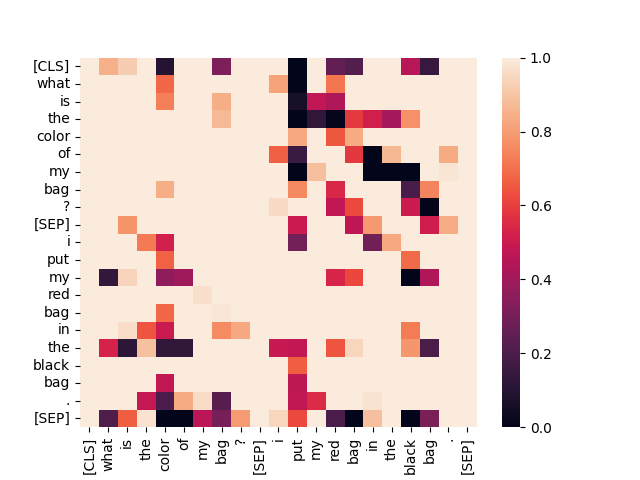 [CLS]
what
is
the
color
of
my
bag
?
[SEP]
i
put
my
red
bag
in
the
black
bag
.
[SEP]
[CLS]
what
is
the
color
of
my
bag
?
[SEP]
i
put
my
red
bag
in
the
black
bag
.
[SEP]
1.0
0.8
0.6
0.4
0.2
0.0